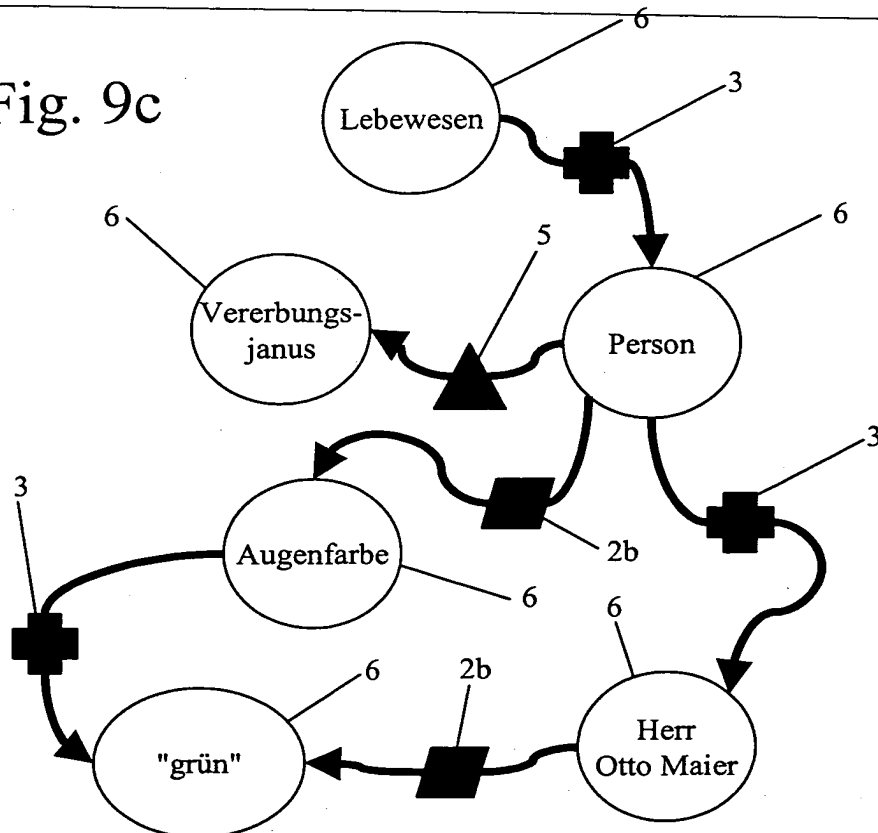 6
Fig. 9c
3
Lebewesen
6
6
5
Vererbungs-
janus
Person
3
3
2b
Augenfarbe
6
6
6
2b
Herr
Otto Maier
"grün"